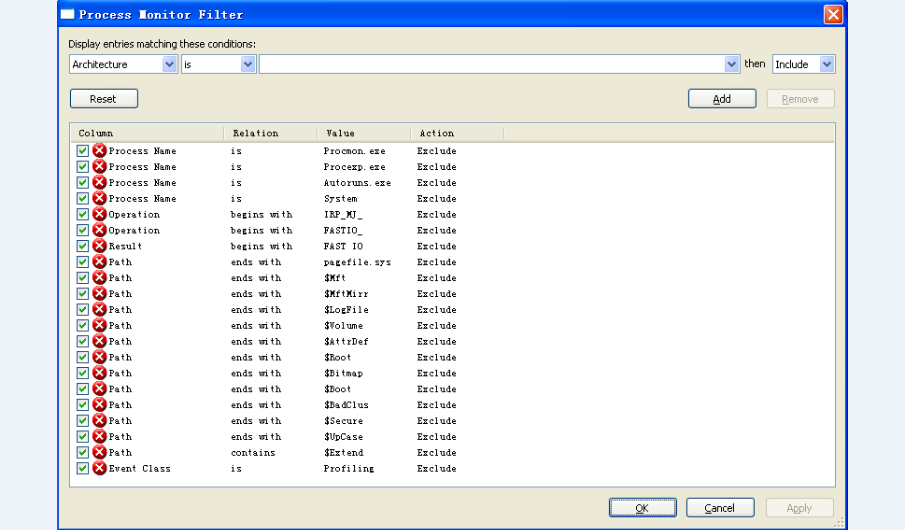 Process Monitor Filter
Display entries matching these conditions:
Architecture is then Include
Reset Add Remove
Column Relation Value Action
Process Name is Procmon.exe Exclude
Process Name is Procexp.exe Exclude
Process Name is Autoruns.exe Exclude
Process Name is System Exclude
Operation begins with IRP_MJ_ Exclude
Operation begins with FASTIO_ Exclude
Result begins with FAST IO Exclude
Path ends with pagefile.sys Exclude
Path ends with $Mft Exclude
Path ends with $MftMirr Exclude
Path ends with $LogFile Exclude
Path ends with $Volume Exclude
Path ends with $AttrDef Exclude
Path ends with $Root Exclude
Path ends with $Bitmap Exclude
Path ends with $Boot Exclude
Path ends with $BadClus Exclude
Path ends with $Secure Exclude
Path ends with $UpCase Exclude
Path contains $Extend Exclude
Event Class is Profiling Exclude
OK Cancel Apply